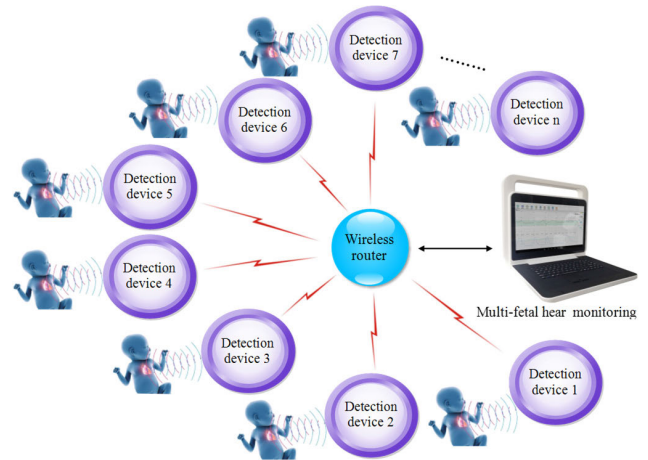 Detection
device 7
Detection
device n
Detection
device 6
Detection
device 5
Wireless
router
Detection
device 4
Multi-fetal hear monitoring
Detection
device 3
Detection
device 1
Detection
device 2